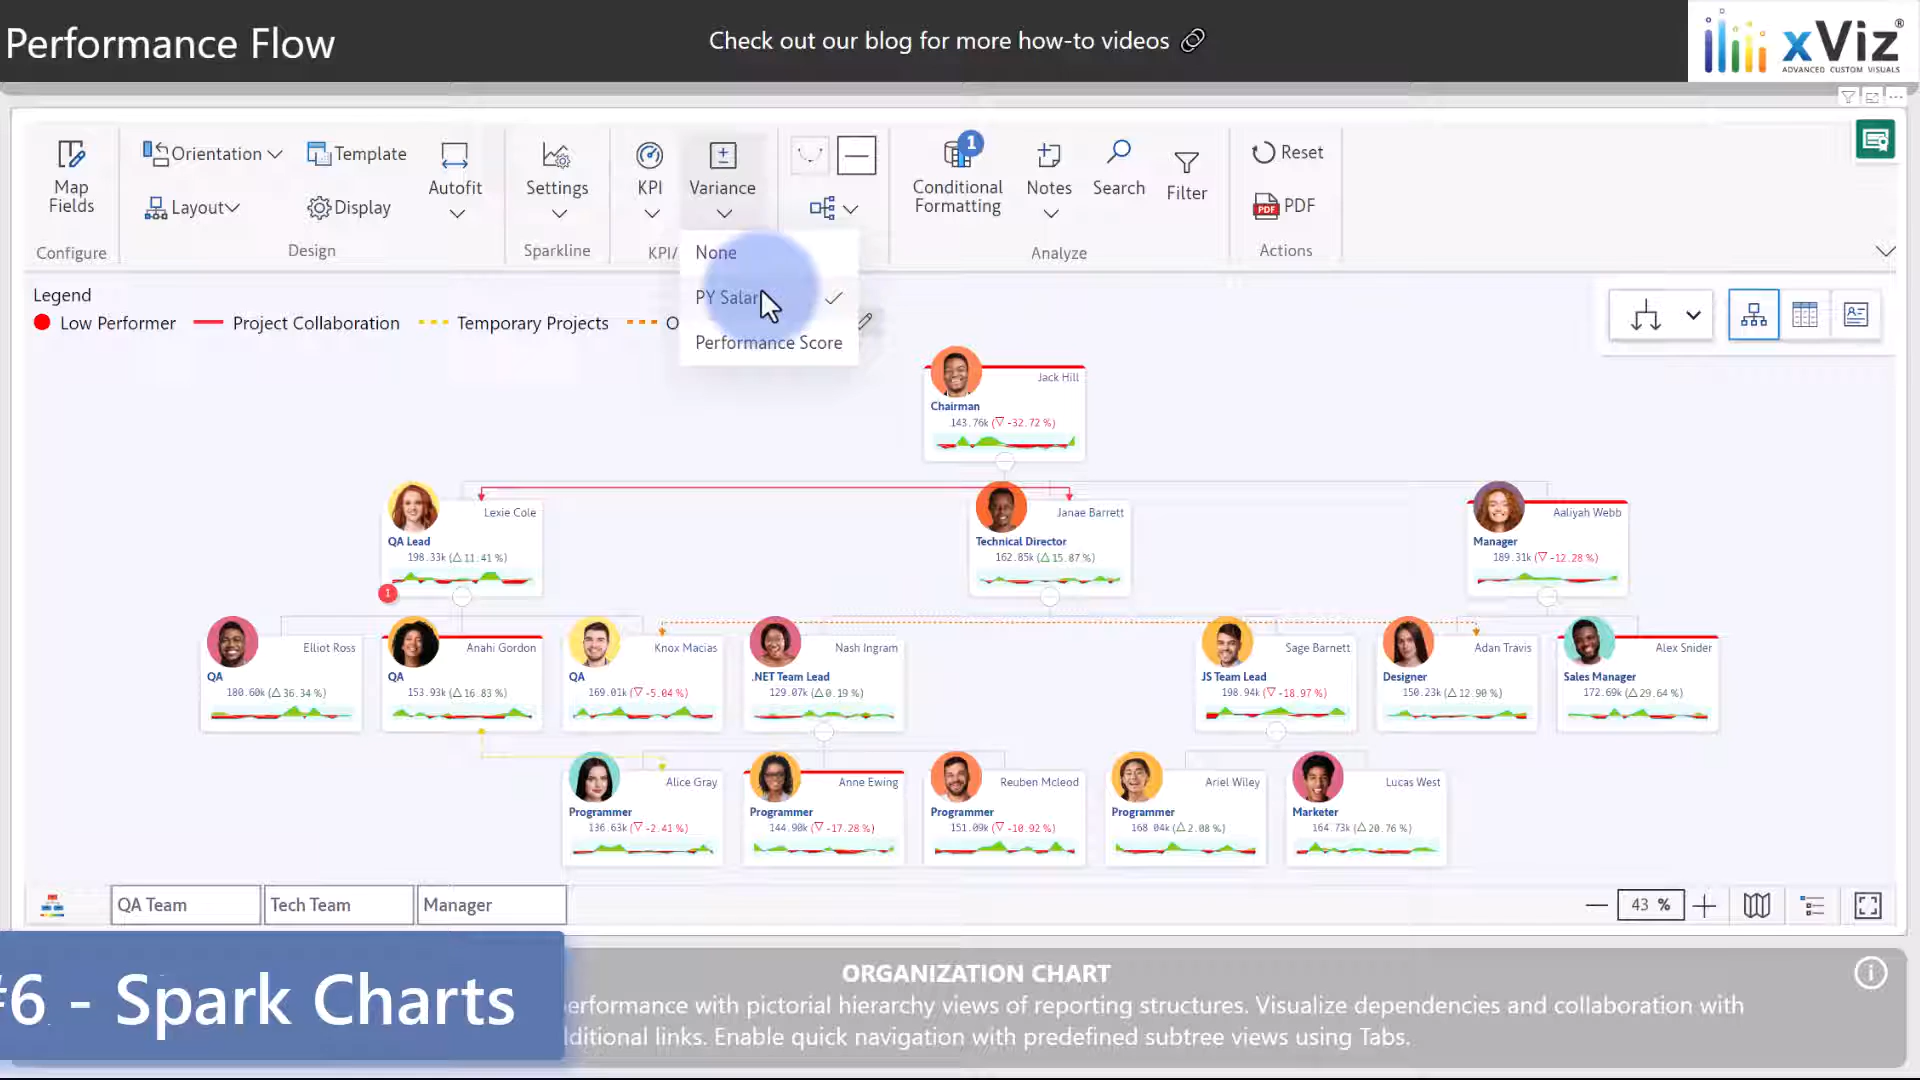 Performance Flow
Check out our blog for more how-to videos
xViz®
ADVANCED CUSTOM VISUALS
Map Fields
Configure
Orientation
Layout
Template
Display
Autofit
Design
Settings
Sparkline
KPI
KPI/
Variance
None
PY Salar
Performance Score
1
Conditional Formatting
Notes
Search
Filter
Analyze
Reset
PDF
PDF
Actions
Legend
Low Performer
Project Collaboration
Temporary Projects
Jack Hill
Chairman
143.76k (▽ -32.72 %)
Lexie Cole
QA Lead
198.33k (△ 11.41 %)
1
Janae Barrett
Technical Director
162.85k (△ 15.87 %)
Aaliyah Webb
Manager
189.31k (▽ -12.28 %)
Elliot Ross
QA
180.60k (△ 36.34 %)
Anahi Gordon
QA
153.93k (△ 16.83 %)
Knox Macias
QA
169.01k (▽ -5.04 %)
Nash Ingram
.NET Team Lead
129.07k (△ 0.19 %)
Sage Barnett
JS Team Lead
198.94k (▽ -18.97 %)
Adan Travis
Designer
150.23k (△ 12.90 %)
Alex Snider
Sales Manager
172.69k (△ 29.64 %)
Alice Gray
Programmer
136.63k (▽ -2.41 %)
Anne Ewing
Programmer
144.90k (▽ -17.28 %)
Reuben Mcleod
Programmer
151.09k (▽ -10.92 %)
Ariel Wiley
Programmer
168 04k (△ 2.08 %)
Lucas West
Marketer
164.73k (△ 20.76 %)
QA Team
Tech Team
Manager
43 %
#6 - Spark Charts
ORGANIZATION CHART
erformance with pictorial hierarchy views of reporting structures. Visualize dependencies and collaboration with
ditional links. Enable quick navigation with predefined subtree views using Tabs.